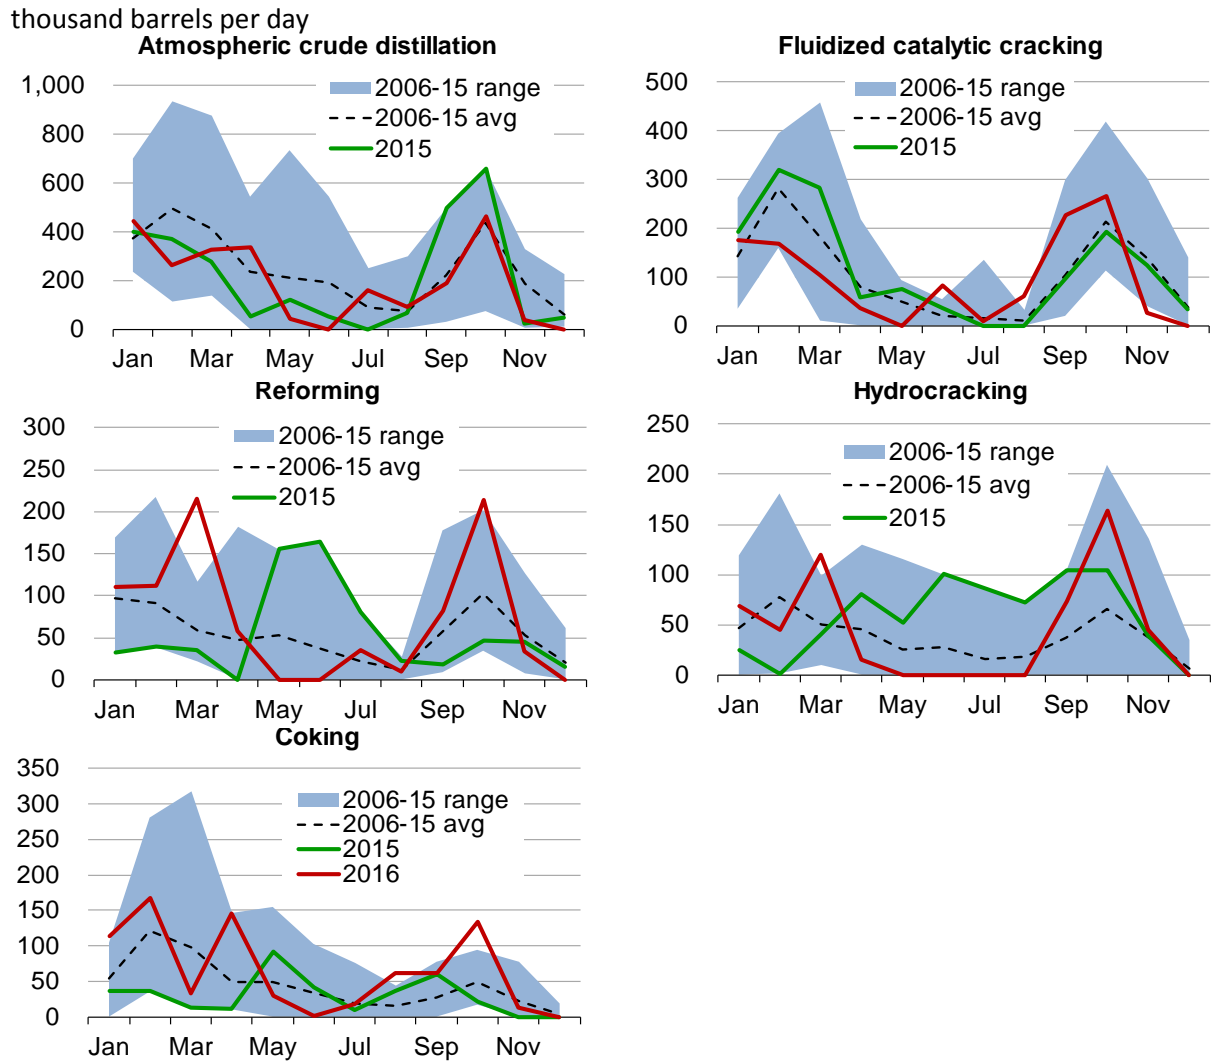 thousand barrels per day
Atmospheric crude distillation
1,000
800
600
400
200
0
2006-15 range
2006-15 avg
2015
Jan Mar May Jul Sep Nov
Fluidized catalytic cracking
500
400
300
200
100
0
2006-15 range
2006-15 avg
2015
Jan Mar May Jul Sep Nov
Reforming
300
250
200
150
100
50
0
2006-15 range
2006-15 avg
2015
Jan Mar May Jul Sep Nov
Hydrocracking
250
200
150
100
50
0
2006-15 range
2006-15 avg
2015
Jan Mar May Jul Sep Nov
Coking
350
300
250
200
150
100
50
0
2006-15 range
2006-15 avg
2015
2016
Jan Mar May Jul Sep Nov